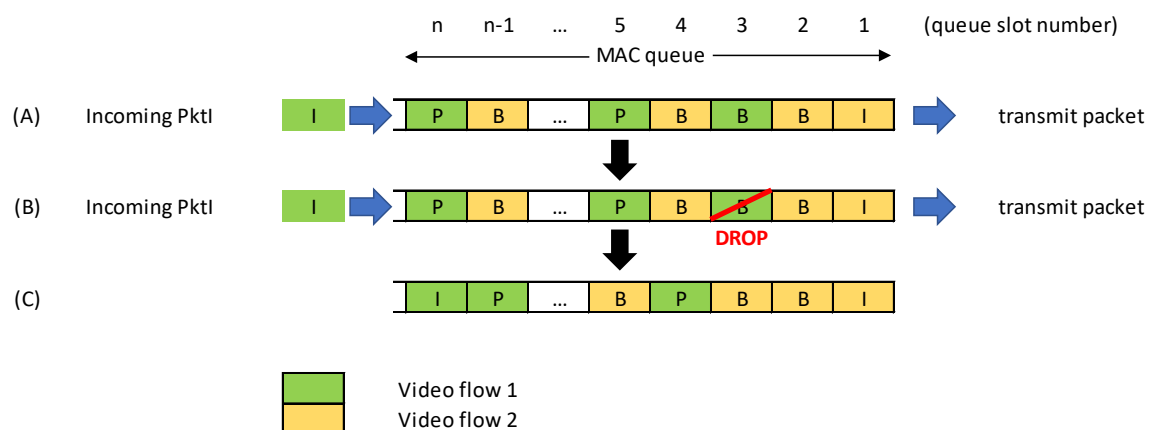 n n-1 ... 5 4 3 2 1 (queue slot number)
MAC queue
(A) Incoming PktI I P B ... P B B B I transmit packet
(B) Incoming PktI I P B ... P B B B I transmit packet
DROP
(C) I P ... B P B B I
Video flow 1
Video flow 2